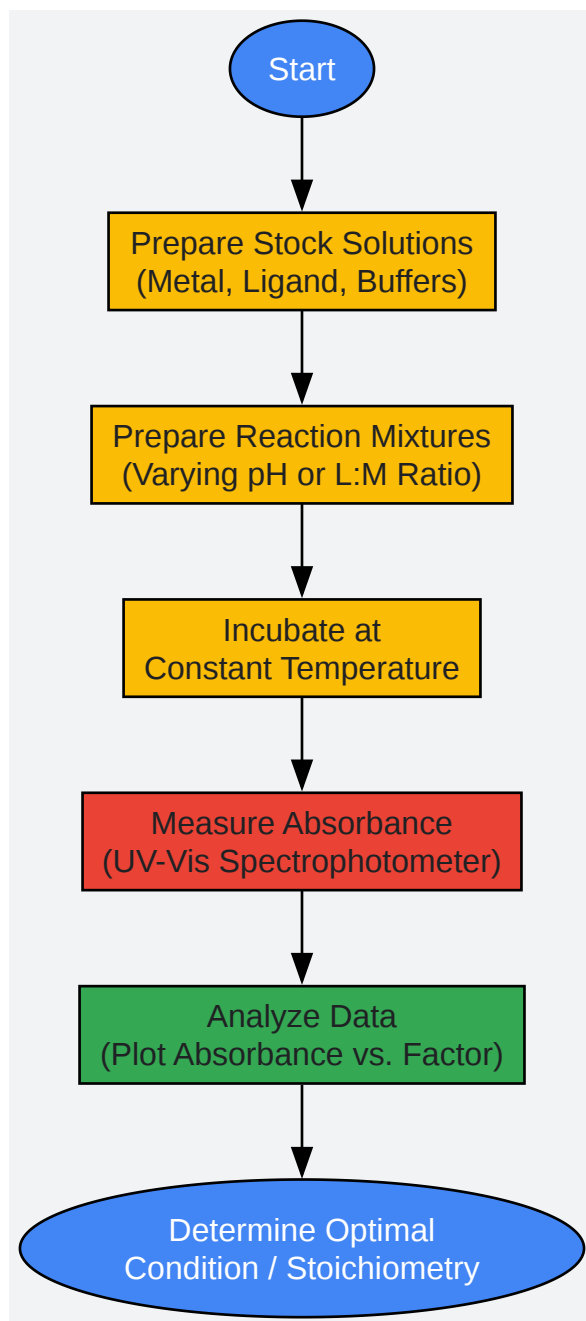 Start
Prepare Stock Solutions
(Metal, Ligand, Buffers)
Prepare Reaction Mixtures
(Varying pH or L:M Ratio)
Incubate at
Constant Temperature
Measure Absorbance
(UV-Vis Spectrophotometer)
Analyze Data
(Plot Absorbance vs. Factor)
Determine Optimal
Condition / Stoichiometry